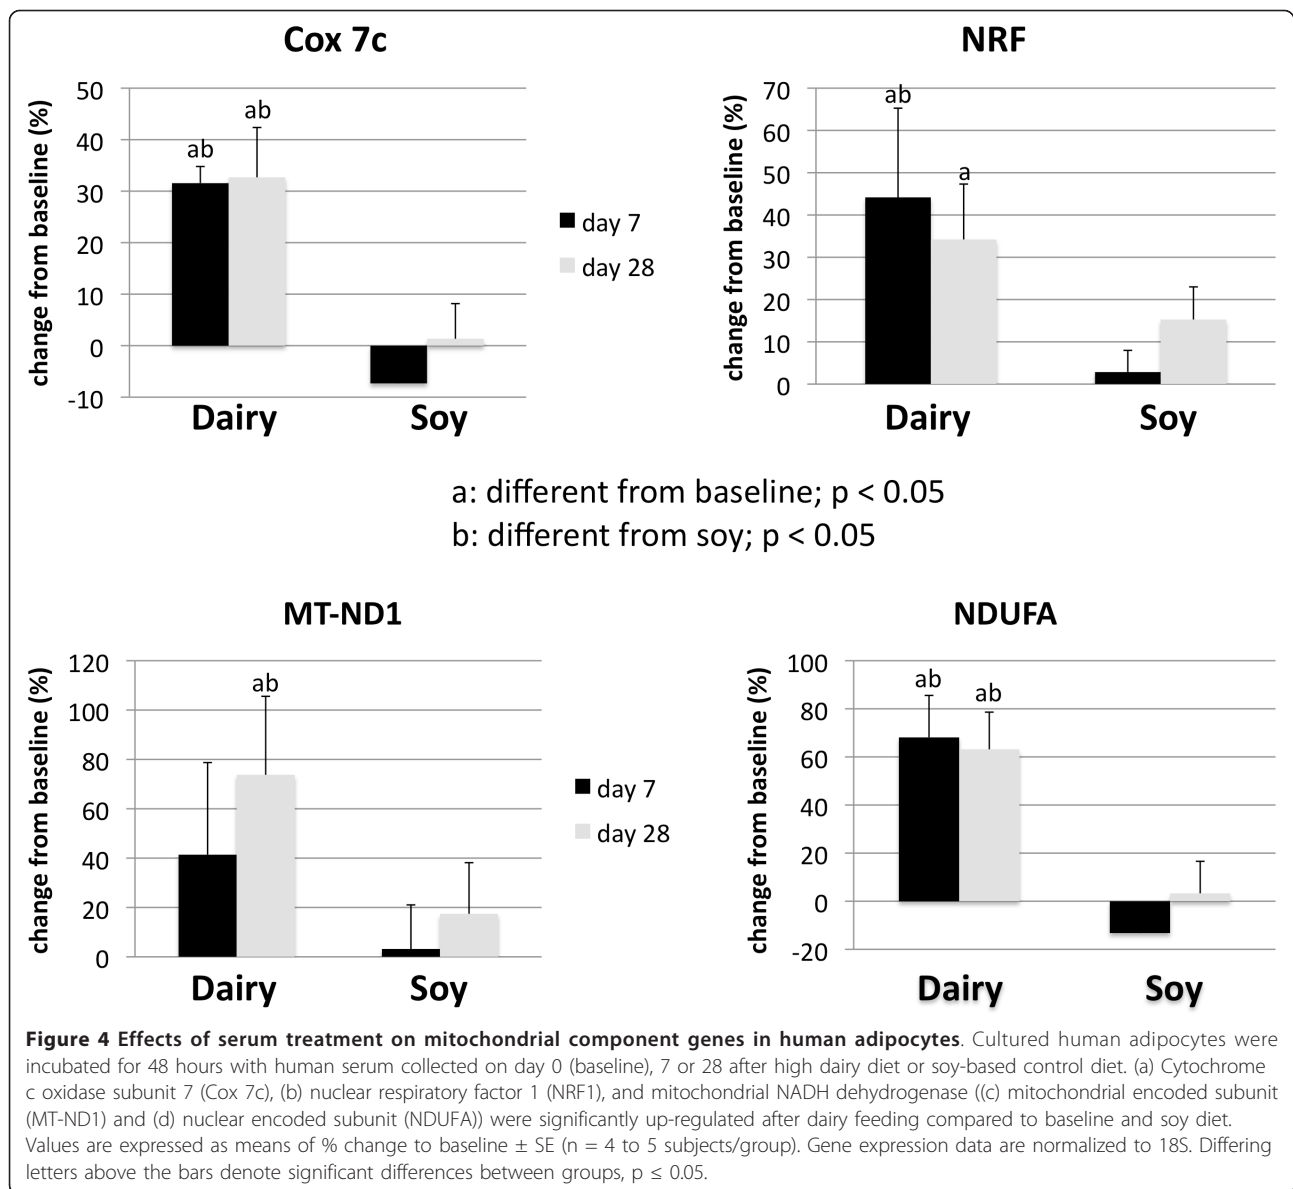 Cox 7c
change from baseline (%)
50
40
30
20
10
0
-10
ab
ab
Dairy
Soy
day 7
day 28
NRF
change from baseline (%)
70
60
50
40
30
20
10
0
ab
a
Dairy
Soy
a: different from baseline; p < 0.05
b: different from soy; p < 0.05
MT-ND1
change from baseline (%)
120
100
80
60
40
20
0
ab
Dairy
Soy
day 7
day 28
NDUFA
change from baseline (%)
100
80
60
40
20
0
-20
ab
ab
Dairy
Soy
Figure 4 Effects of serum treatment on mitochondrial component genes in human adipocytes. Cultured human adipocytes were
incubated for 48 hours with human serum collected on day 0 (baseline), 7 or 28 after high dairy diet or soy-based control diet. (a) Cytochrome
c oxidase subunit 7 (Cox 7c), (b) nuclear respiratory factor 1 (NRF1), and mitochondrial NADH dehydrogenase ((c) mitochondrial encoded subunit
(MT-ND1) and (d) nuclear encoded subunit (NDUFA)) were significantly up-regulated after dairy feeding compared to baseline and soy diet.
Values are expressed as means of % change to baseline ± SE (n = 4 to 5 subjects/group). Gene expression data are normalized to 18S. Differing
letters above the bars denote significant differences between groups, p ≤ 0.05.